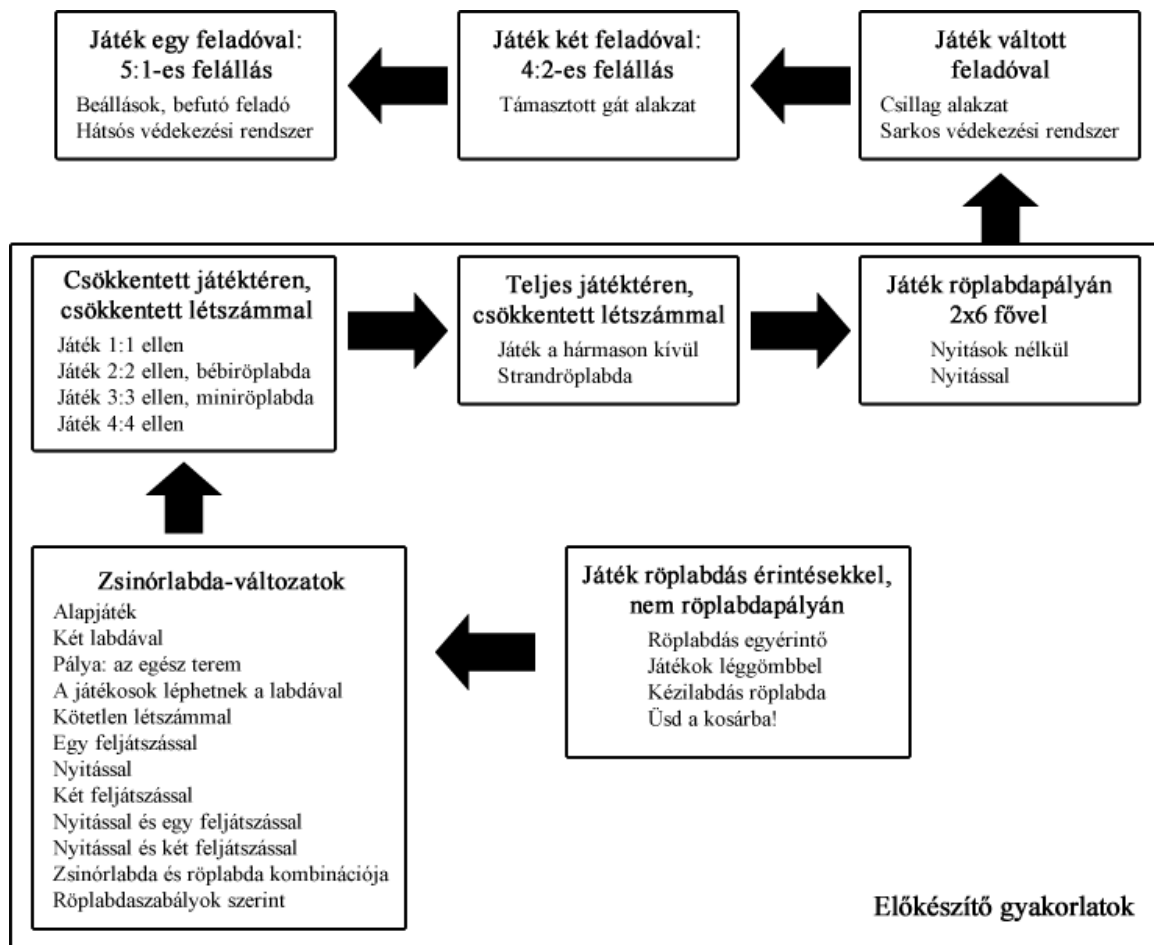 Játék egy feladóval:
5:1-es felállás
Beállások, befutó feladó
Hátsós védekezési rendszer
Játék két feladóval:
4:2-es felállás
Támasztott gát alakzat
Játék váltott
feladóval
Csillag alakzat
Sarkos védekezési rendszer
Csökkentett játéktéren,
csökkentett létszámmal
Játék 1:1 ellen
Játék 2:2 ellen, bébiröplabda
Játék 3:3 ellen, miniröplabda
Játék 4:4 ellen
Teljes játéktéren,
csökkentett létszámmal
Játék a hármason kívül
Strandröplabda
Játék röplabdapályán
2x6 fővel
Nyitások nélkül
Nyitással
Zsinórlabda-változatok
Alapjáték
Két labdával
Pálya: az egész terem
A játékosok léphetnek a labdával
Kötetlen létszámmal
Egy feljátszással
Nyitással
Két feljátszással
Nyitással és egy feljátszással
Nyitással és két feljátszással
Zsinórlabda és röplabda kombinációja
Röplabdaszabályok szerint
Játék röplabdás érintésekkel,
nem röplabdapályán
Röplabdás egyérintő
Játékok léggömbbel
Kézilabdás röplabda
Üsd a kosárba!
Előkészítő gyakorlatok